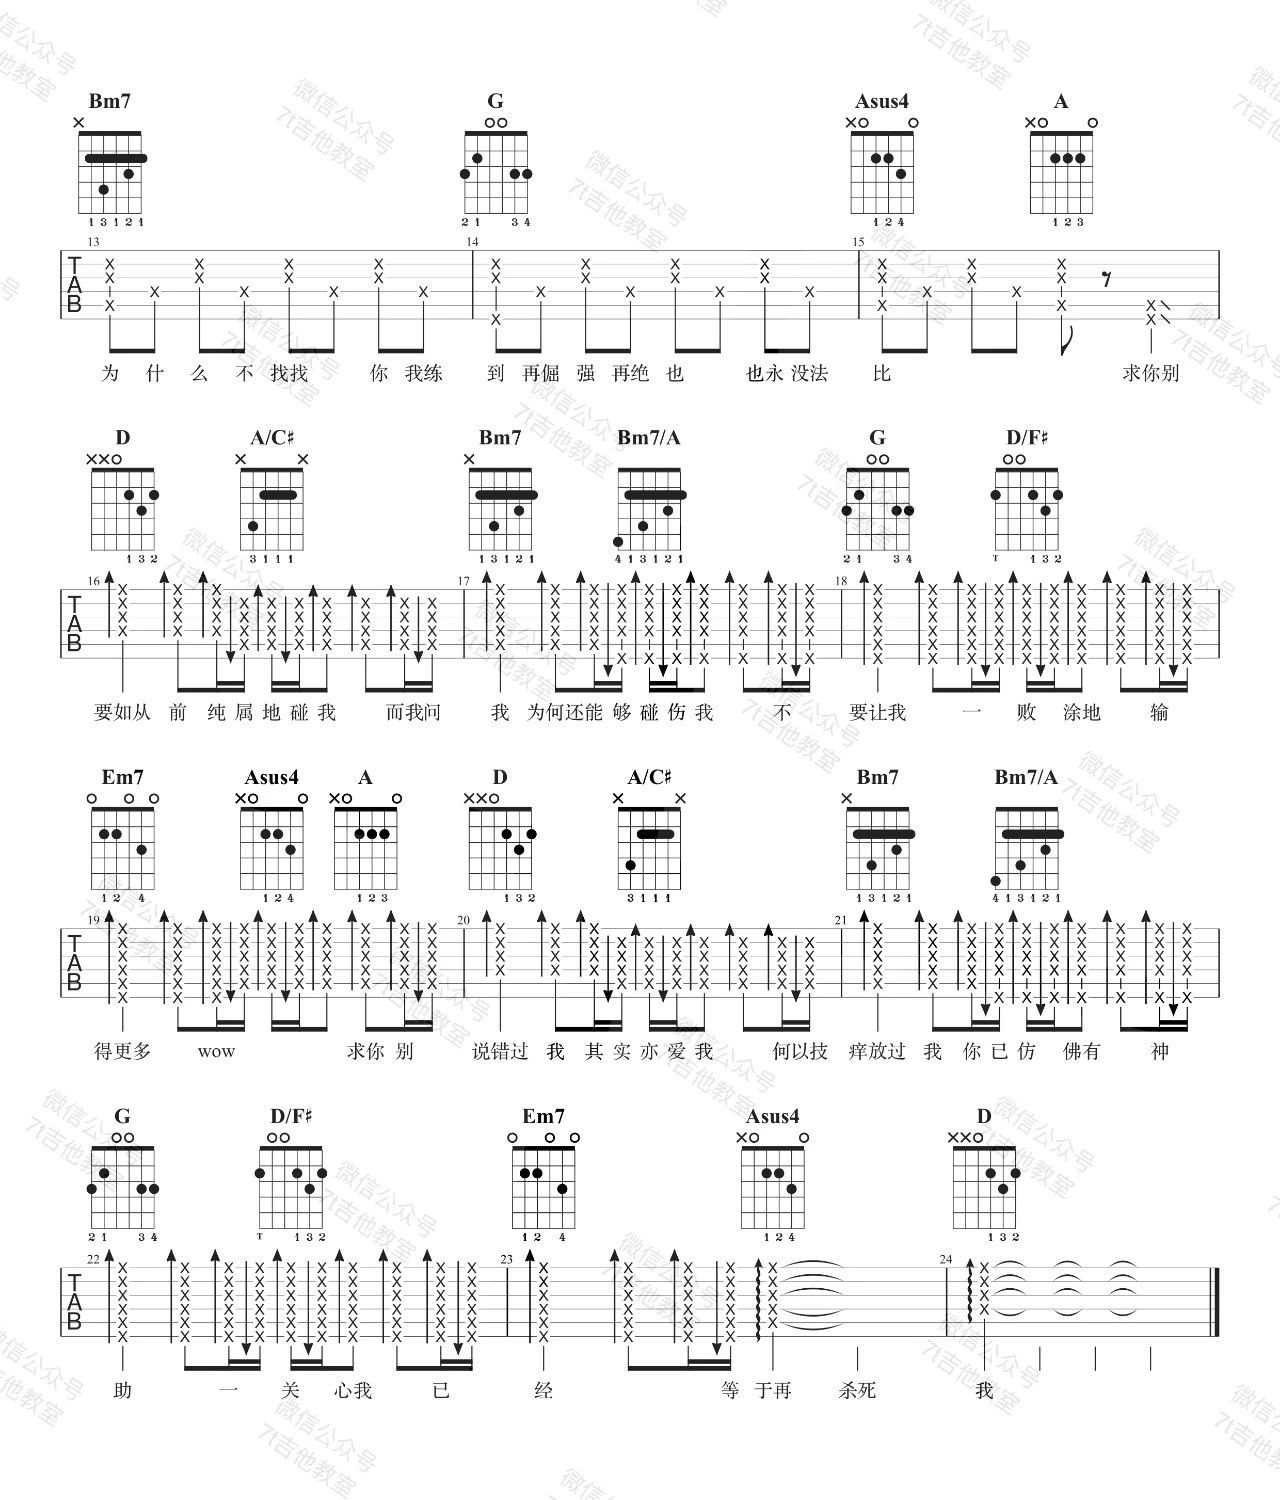 Bm7 G Asus4 A
1 3 1 2 1 2 1 3 4 1 2 4 1 2 3
13 14 15
TAB
为 什 么 不 找找 你 我练 到 再倔 强 再绝 也 也永 没法 比 求你别
D A/C♯ Bm7 Bm7/A G D/F♯
1 3 2 3 1 1 1 1 3 1 2 1 4 1 3 1 2 1 2 1 3 4 T 1 3 2
16 17 18
TAB
要如从 前 纯 属 地 碰 我 而我问 我 为何还能 够 碰 伤 我 不 要让我 一 败 涂地 输
Em7 Asus4 A D A/C♯ Bm7 Bm7/A
1 2 4 1 2 4 1 2 3 1 3 2 3 1 1 1 1 3 1 2 1 4 1 3 1 2 1
19 20 21
TAB
得更多 wow 求你 别 说错过 我 其 实 亦 爱 我 何以技 痒放过 我 你 已 仿 佛有 神
G D/F♯ Em7 Asus4 D
2 1 3 4 T 1 3 2 1 2 4 1 2 4 1 3 2
22 23 24
TAB
助 一 关 心我 已 经 等 于再 杀死 我
微信公众号
7t吉他教室